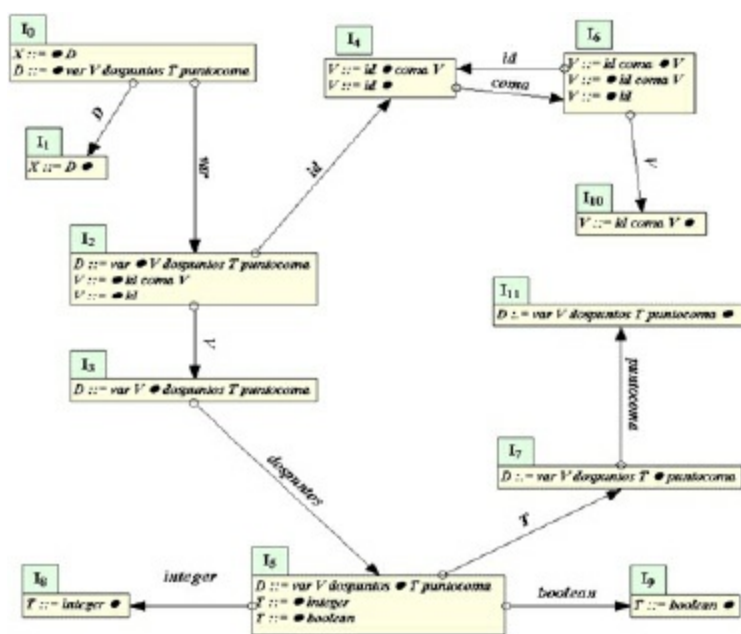 I0
X ::= ● D
D ::= ● var V dospuntos T puntocoma
D
I1
X ::= D ●
var
I4
V ::= id ● coma V
V ::= id ●
id
coma
I6
V ::= id coma ● V
V ::= ● id coma V
V ::= ● id
V
I10
V ::= id coma V ●
id
I2
D ::= var ● V dospuntos T puntocoma
V ::= ● id coma V
V ::= ● id
V
I3
D ::= var V ● dospuntos T puntocoma
dospuntos
I11
D ::= var V dospuntos T puntocoma ●
puntocoma
I7
D ::= var V dospuntos T ● puntocoma
T
I5
D ::= var V dospuntos ● T puntocoma
T ::= ● integer
T ::= ● boolean
integer
I8
T ::= integer ●
boolean
I9
T ::= boolean ●